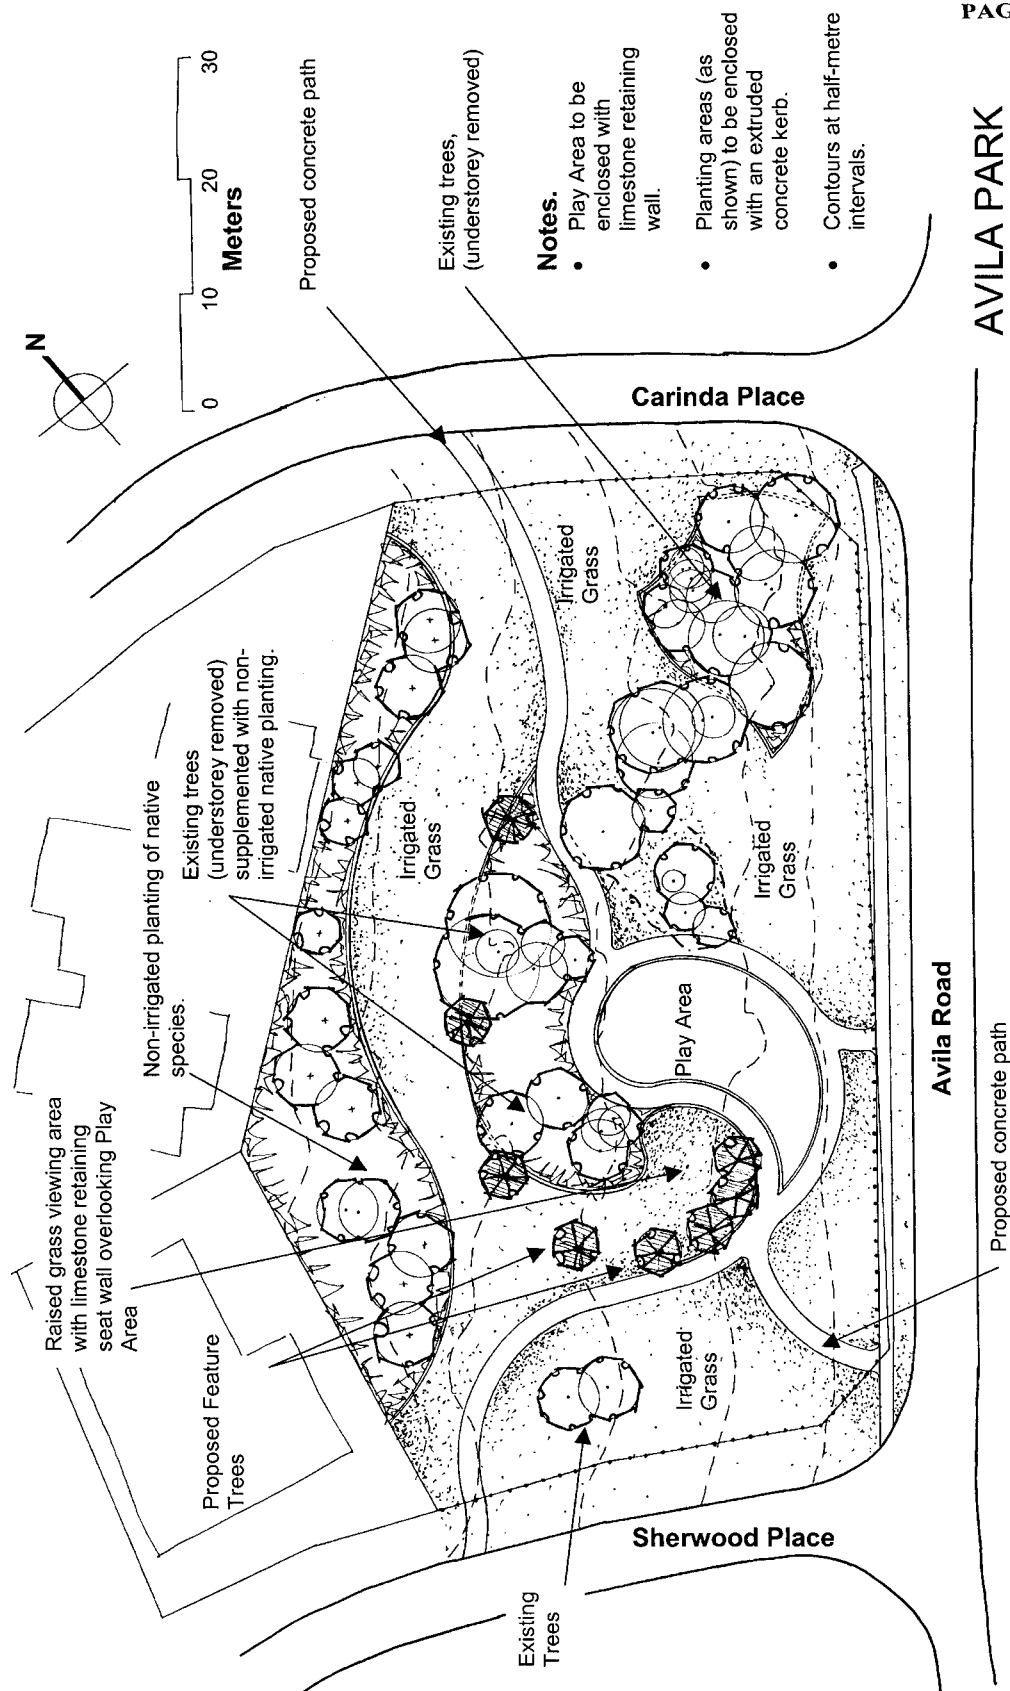 PAG
AVILA PARK
N
0
10
20
30
Meters
Raised grass viewing area
with limestone retaining
seat wall overlooking Play
Area
Non-irrigated planting of native
species.
Existing trees
(understorey removed)
supplemented with non-
irrigated native planting.
Proposed concrete path
Existing trees,
(understorey removed)
Notes.
• Play Area to be
enclosed with
limestone retaining
wall.
• Planting areas (as
shown) to be enclosed
with an extruded
concrete kerb.
• Contours at half-metre
intervals.
Proposed Feature
Trees
Irrigated
Grass
Irrigated
Grass
Irrigated
Grass
Irrigated
Grass
Play Area
Carinda Place
Sherwood Place
Avila Road
Existing
Trees
Proposed concrete path